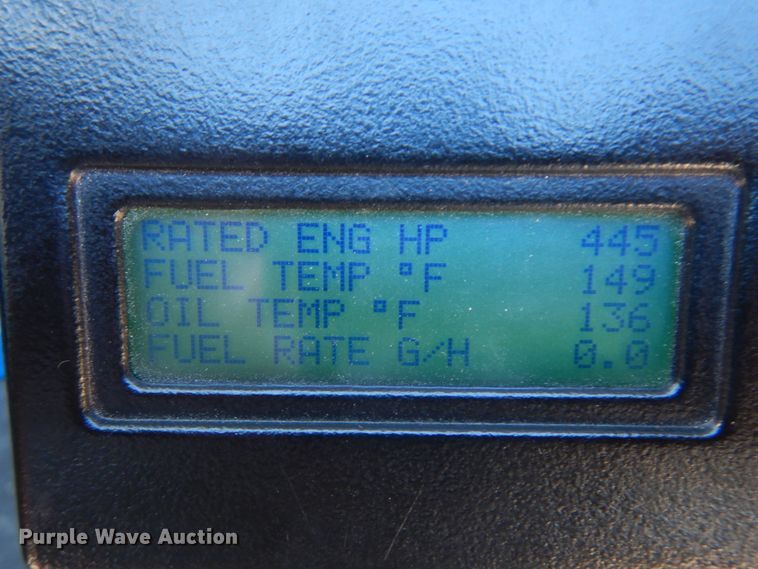 RATED ENG HP 445
FUEL TEMP °F 149
OIL TEMP °F 136
FUEL RATE G/H 0.0
Purple Wave Auction